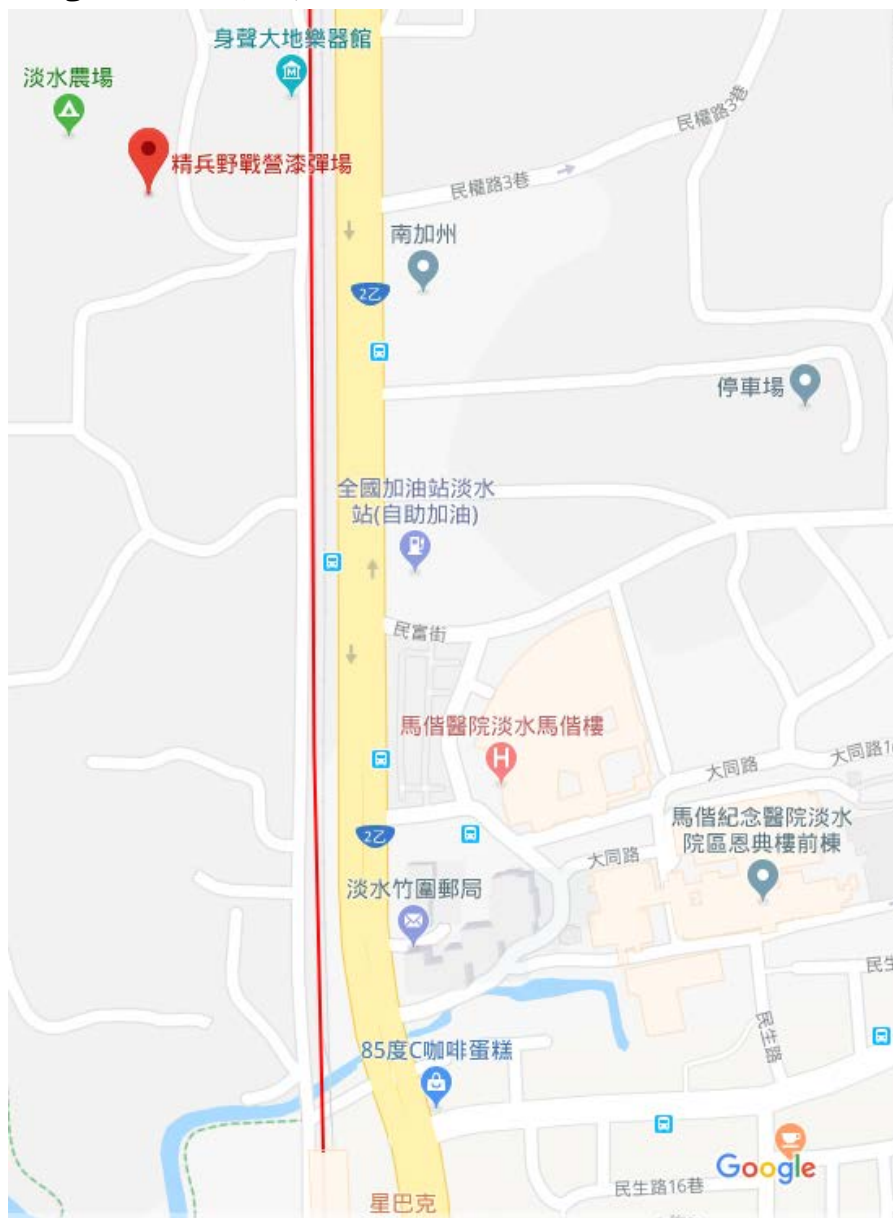 身聲大地樂器館
淡水農場
民權路3巷
精兵野戰營漆彈場
民權路3巷
南加州
2乙
停車場
全國加油站淡水
站(自助加油)
民富街
馬偕醫院淡水馬偕樓
大同路
大同路1
2乙
馬偕紀念醫院淡水
院區恩典樓前棟
大同路
淡水竹圍郵局
民生
民生路
85度C咖啡蛋糕
Google
民生路16巷
星巴克